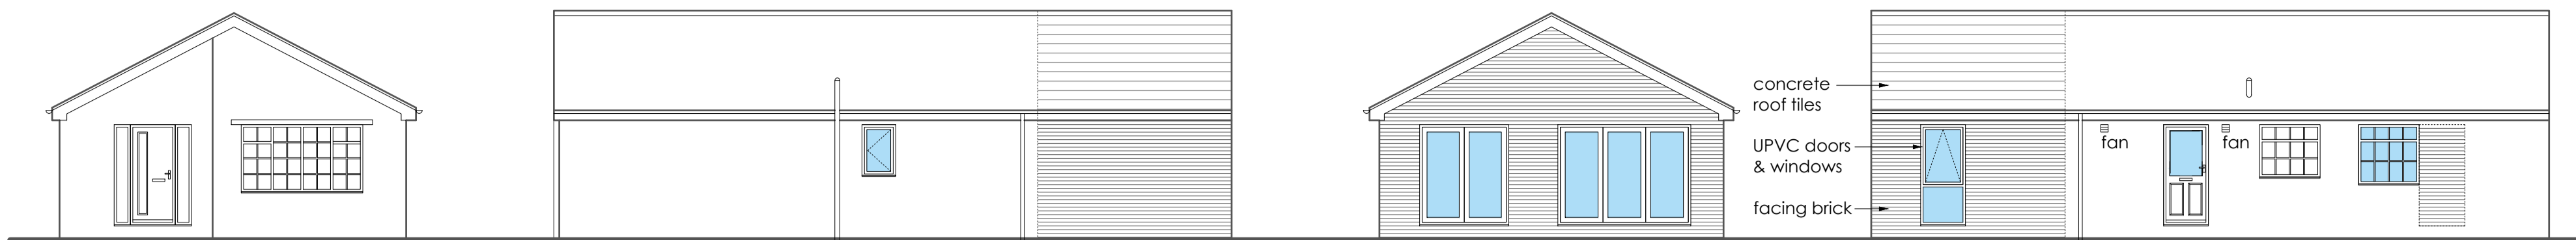 concrete
roof tiles
UPVC doors
& windows
facing brick
fan
fan